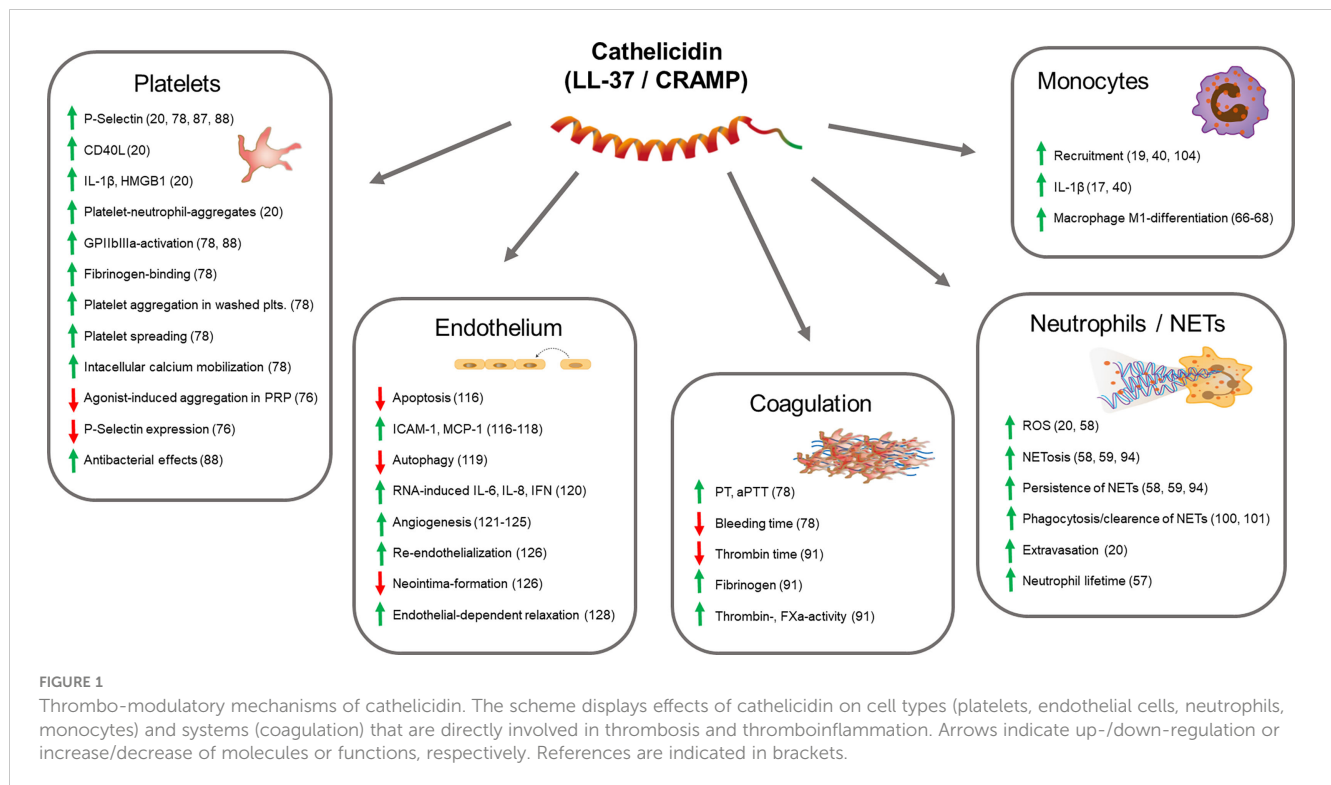 Cathelicidin
(LL-37 / CRAMP)
Platelets
P-Selectin (20, 78, 87, 88)
CD40L (20)
IL-1β, HMGB1 (20)
Platelet-neutrophil-aggregates (20)
GPIIbIIIa-activation (78, 88)
Fibrinogen-binding (78)
Platelet aggregation in washed plts. (78)
Platelet spreading (78)
Intacellular calcium mobilization (78)
Agonist-induced aggregation in PRP (76)
P-Selectin expression (76)
Antibacterial effects (88)
Endothelium
Apoptosis (116)
ICAM-1, MCP-1 (116-118)
Autophagy (119)
RNA-induced IL-6, IL-8, IFN (120)
Angiogenesis (121-125)
Re-endothelialization (126)
Neointima-formation (126)
Endothelial-dependent relaxation (128)
Coagulation
PT, aPTT (78)
Bleeding time (78)
Thrombin time (91)
Fibrinogen (91)
Thrombin-, FXa-activity (91)
Monocytes
Recruitment (19, 40, 104)
IL-1β (17, 40)
Macrophage M1-differentiation (66-68)
Neutrophils / NETs
ROS (20, 58)
NETosis (58, 59, 94)
Persistence of NETs (58, 59, 94)
Phagocytosis/clearence of NETs (100, 101)
Extravasation (20)
Neutrophil lifetime (57)
FIGURE 1
Thrombo-modulatory mechanisms of cathelicidin. The scheme displays effects of cathelicidin on cell types (platelets, endothelial cells, neutrophils,
monocytes) and systems (coagulation) that are directly involved in thrombosis and thromboinflammation. Arrows indicate up-/down-regulation or
increase/decrease of molecules or functions, respectively. References are indicated in brackets.